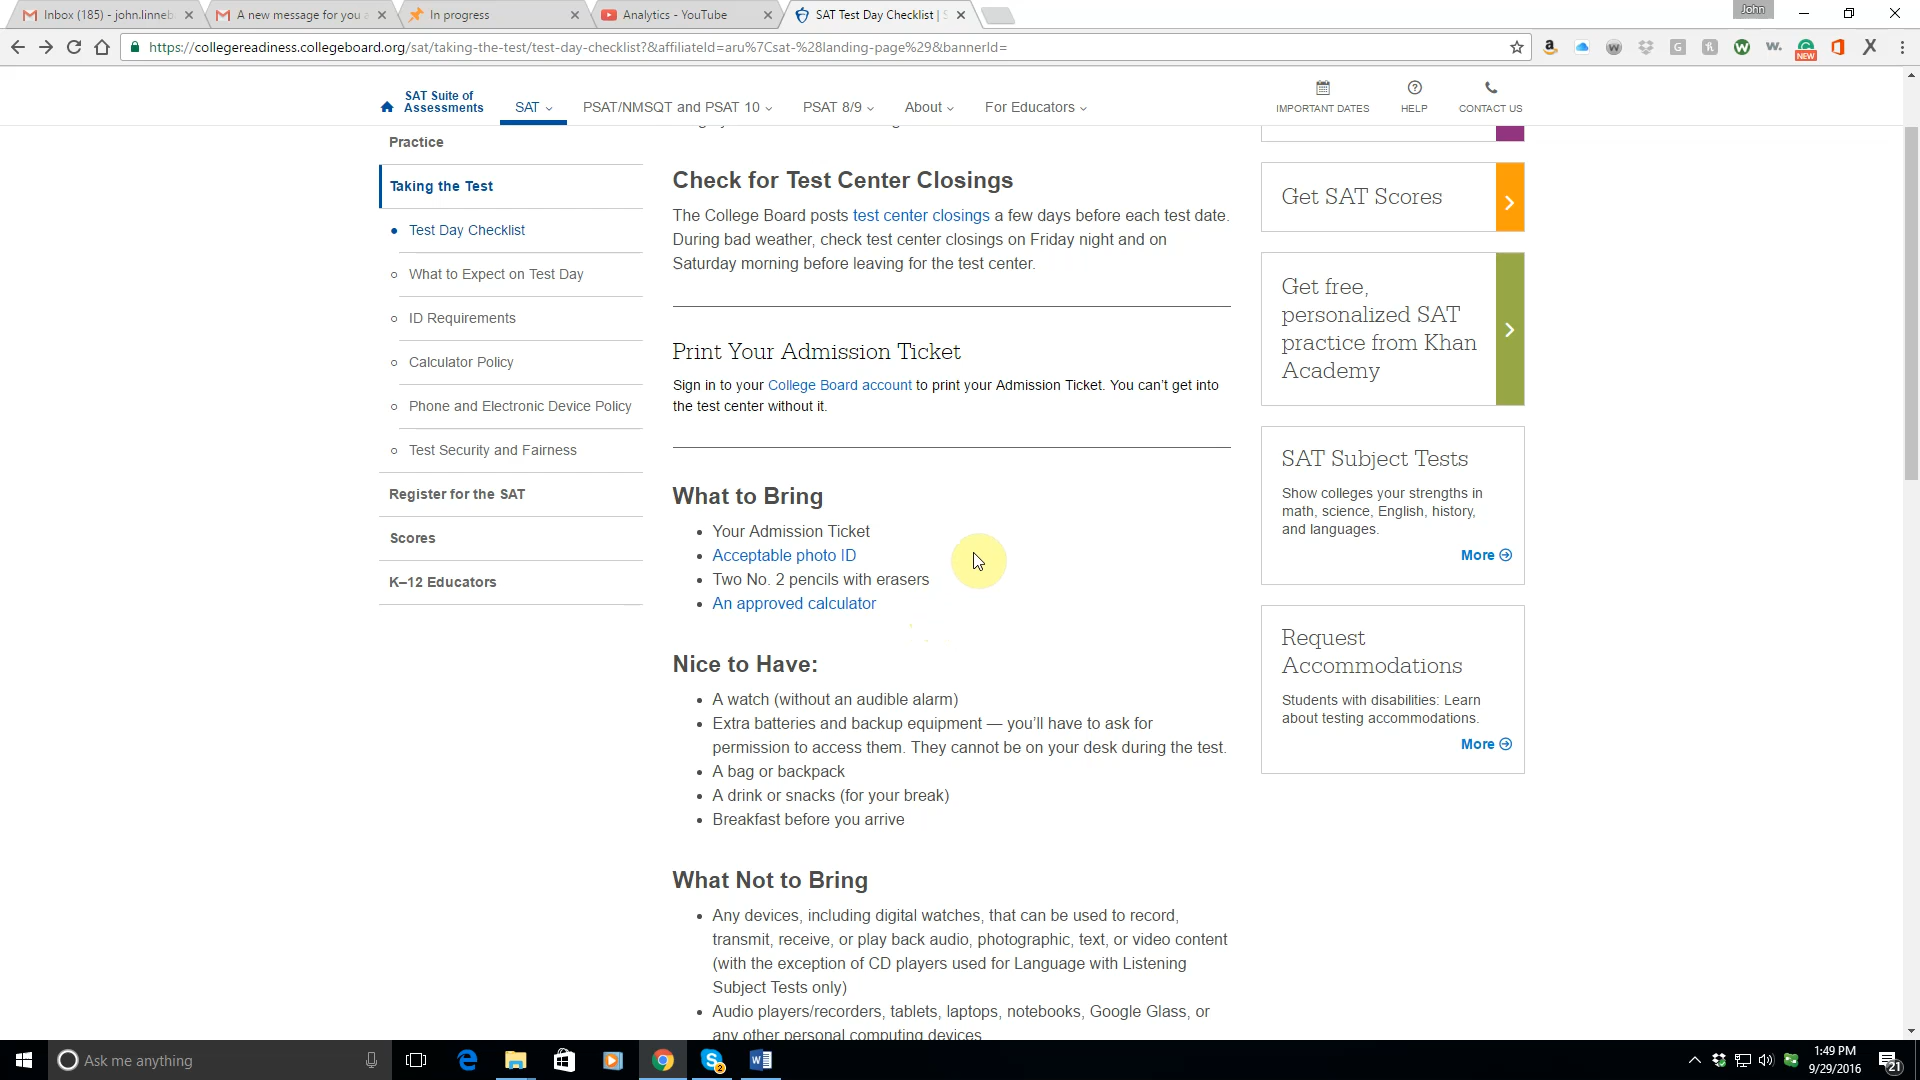 Inbox (185) - john.linneb
A new message for you a
In progress
Analytics - YouTube
SAT Test Day Checklist |
John
https://collegereadiness.collegeboard.org/sat/taking-the-test/test-day-checklist?&affiliateId=aru%7Csat-%28landing-page%29&bannerId=
NEW
SAT Suite of
Assessments
SAT
PSAT/NMSQT and PSAT 10
PSAT 8/9
About
For Educators
IMPORTANT DATES
HELP
CONTACT US
Practice
Taking the Test
Test Day Checklist
What to Expect on Test Day
ID Requirements
Calculator Policy
Phone and Electronic Device Policy
Test Security and Fairness
Register for the SAT
Scores
K–12 Educators
Check for Test Center Closings
The College Board posts test center closings a few days before each test date.
During bad weather, check test center closings on Friday night and on
Saturday morning before leaving for the test center.
Print Your Admission Ticket
Sign in to your College Board account to print your Admission Ticket. You can’t get into
the test center without it.
What to Bring
Your Admission Ticket
Acceptable photo ID
Two No. 2 pencils with erasers
An approved calculator
Nice to Have:
A watch (without an audible alarm)
Extra batteries and backup equipment — you’ll have to ask for
permission to access them. They cannot be on your desk during the test.
A bag or backpack
A drink or snacks (for your break)
Breakfast before you arrive
What Not to Bring
Any devices, including digital watches, that can be used to record,
transmit, receive, or play back audio, photographic, text, or video content
(with the exception of CD players used for Language with Listening
Subject Tests only)
Audio players/recorders, tablets, laptops, notebooks, Google Glass, or
any other personal computing devices
Get SAT Scores
Get free,
personalized SAT
practice from Khan
Academy
SAT Subject Tests
Show colleges your strengths in
math, science, English, history,
and languages.
More
Request
Accommodations
Students with disabilities: Learn
about testing accommodations.
More
Ask me anything
2
1:49 PM
9/29/2016
21